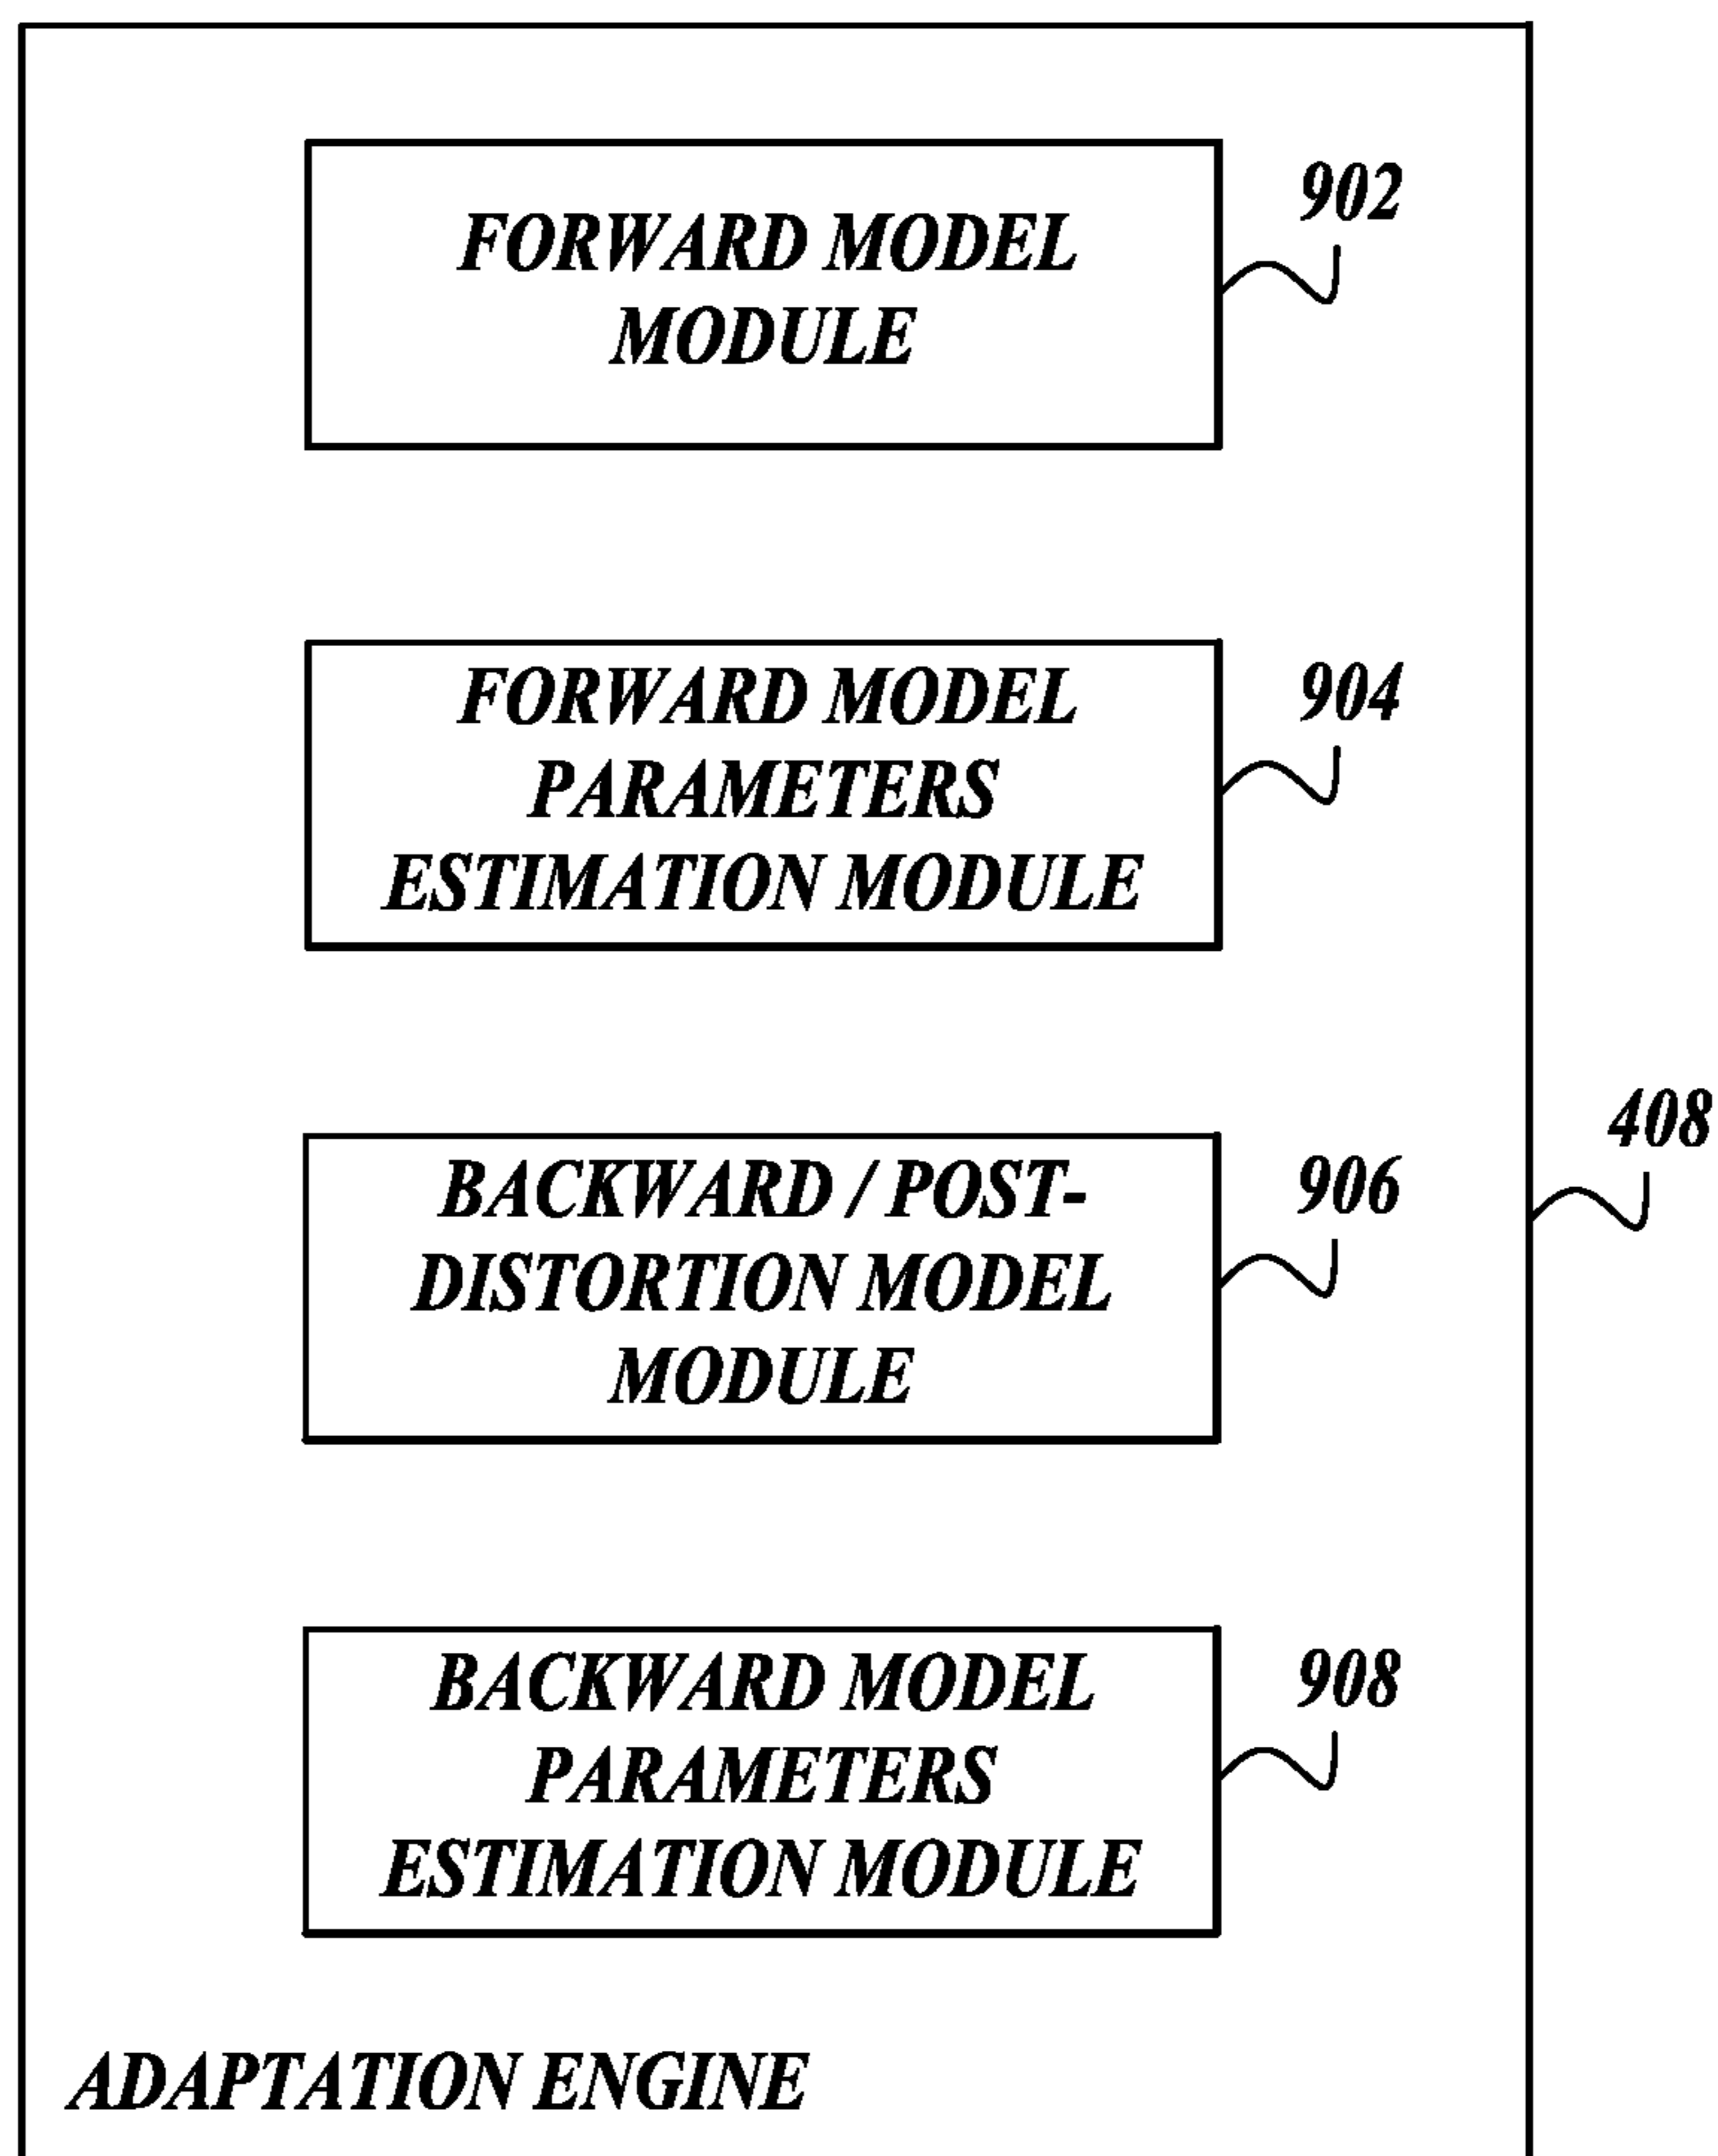 FORWARD MODEL
MODULE
902
FORWARD MODEL
PARAMETERS
ESTIMATION MODULE
904
BACKWARD / POST-
DISTORTION MODEL
MODULE
906
408
BACKWARD MODEL
PARAMETERS
ESTIMATION MODULE
908
ADAPTATION ENGINE